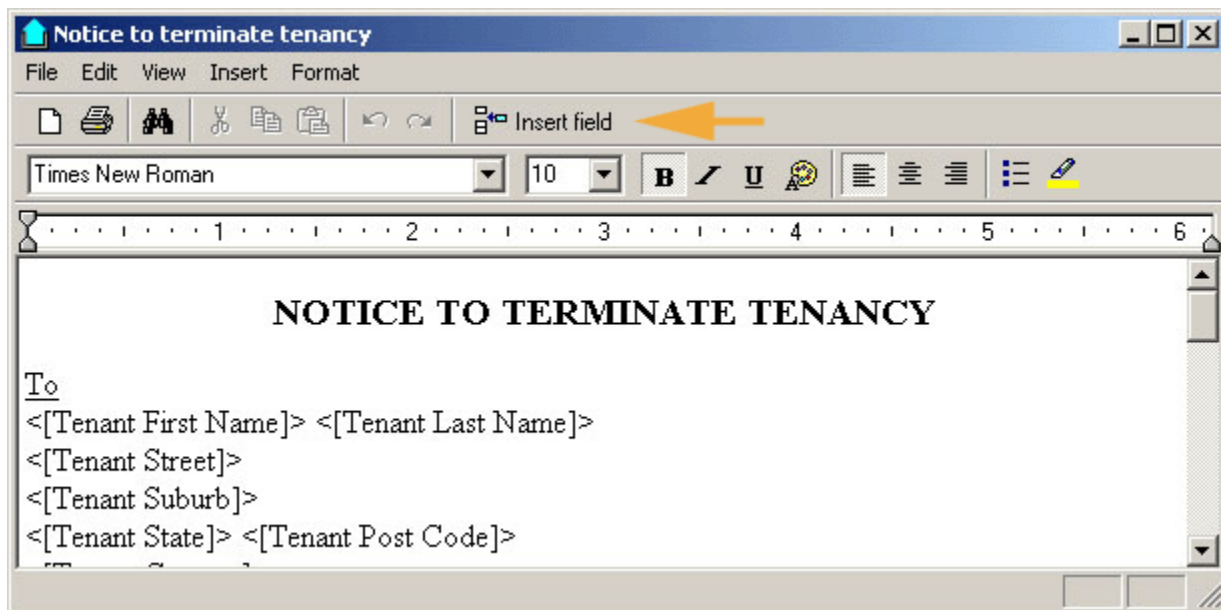 Notice to terminate tenancy
File Edit View Insert Format
Insert field
Times New Roman 10 B I U A
1 2 3 4 5 6
NOTICE TO TERMINATE TENANCY
To
<[Tenant First Name]> <[Tenant Last Name]>
<[Tenant Street]>
<[Tenant Suburb]>
<[Tenant State]> <[Tenant Post Code]>